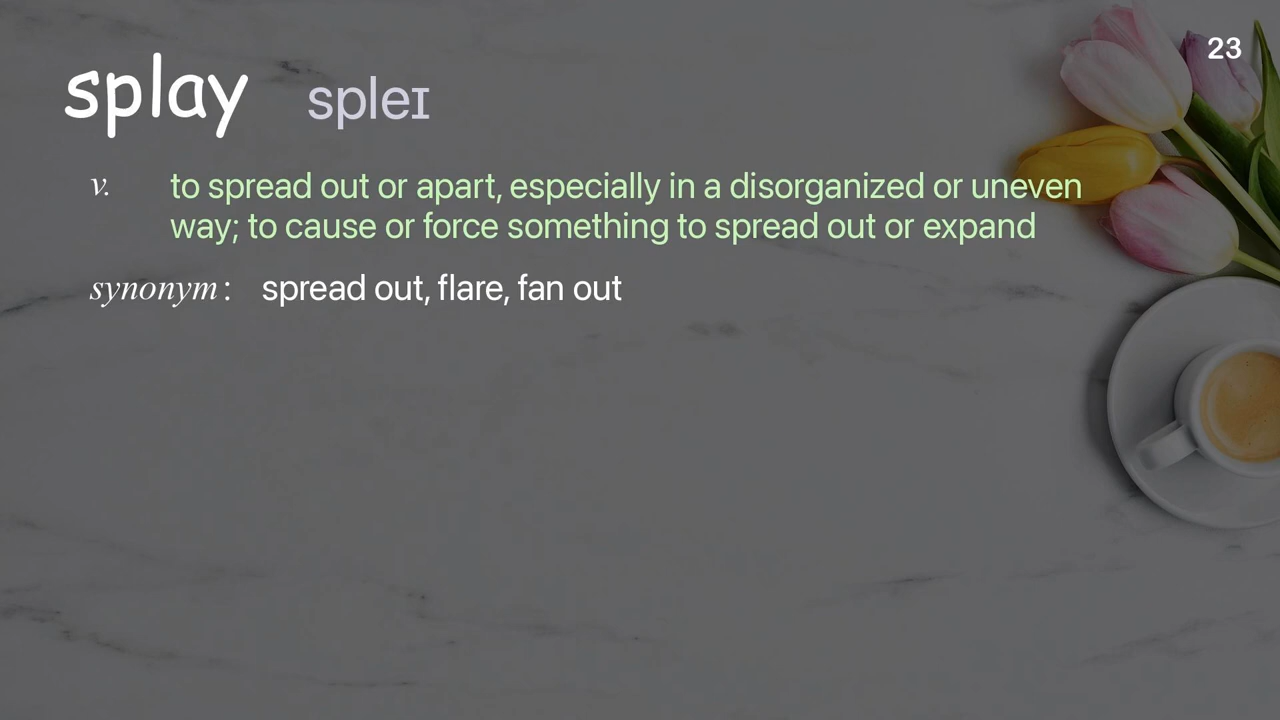 23
splay spleɪ
v. to spread out or apart, especially in a disorganized or uneven
way; to cause or force something to spread out or expand
synonym : spread out, flare, fan out